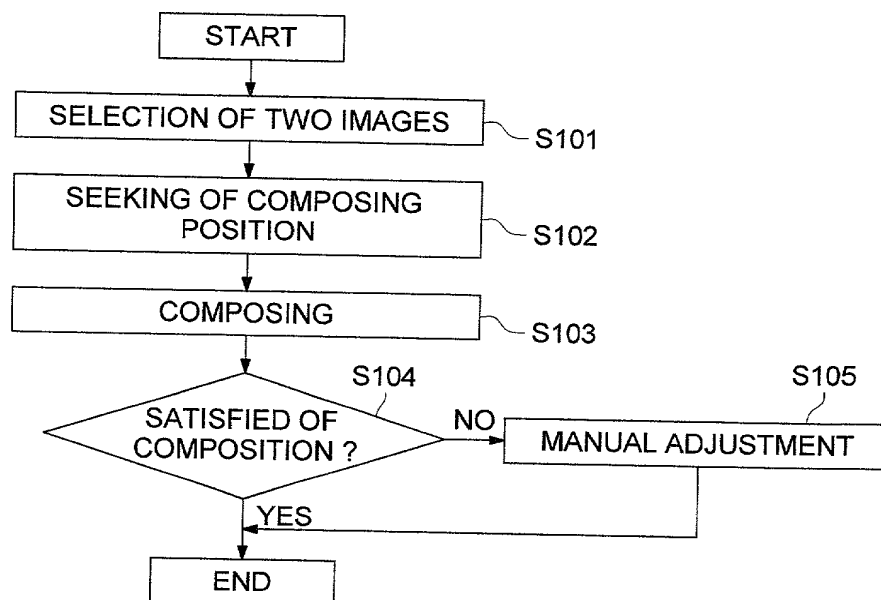 START
SELECTION OF TWO IMAGES
S101
SEEKING OF COMPOSING
POSITION
S102
COMPOSING
S103
S104
SATISFIED OF
COMPOSITION ?
NO
S105
MANUAL ADJUSTMENT
YES
END